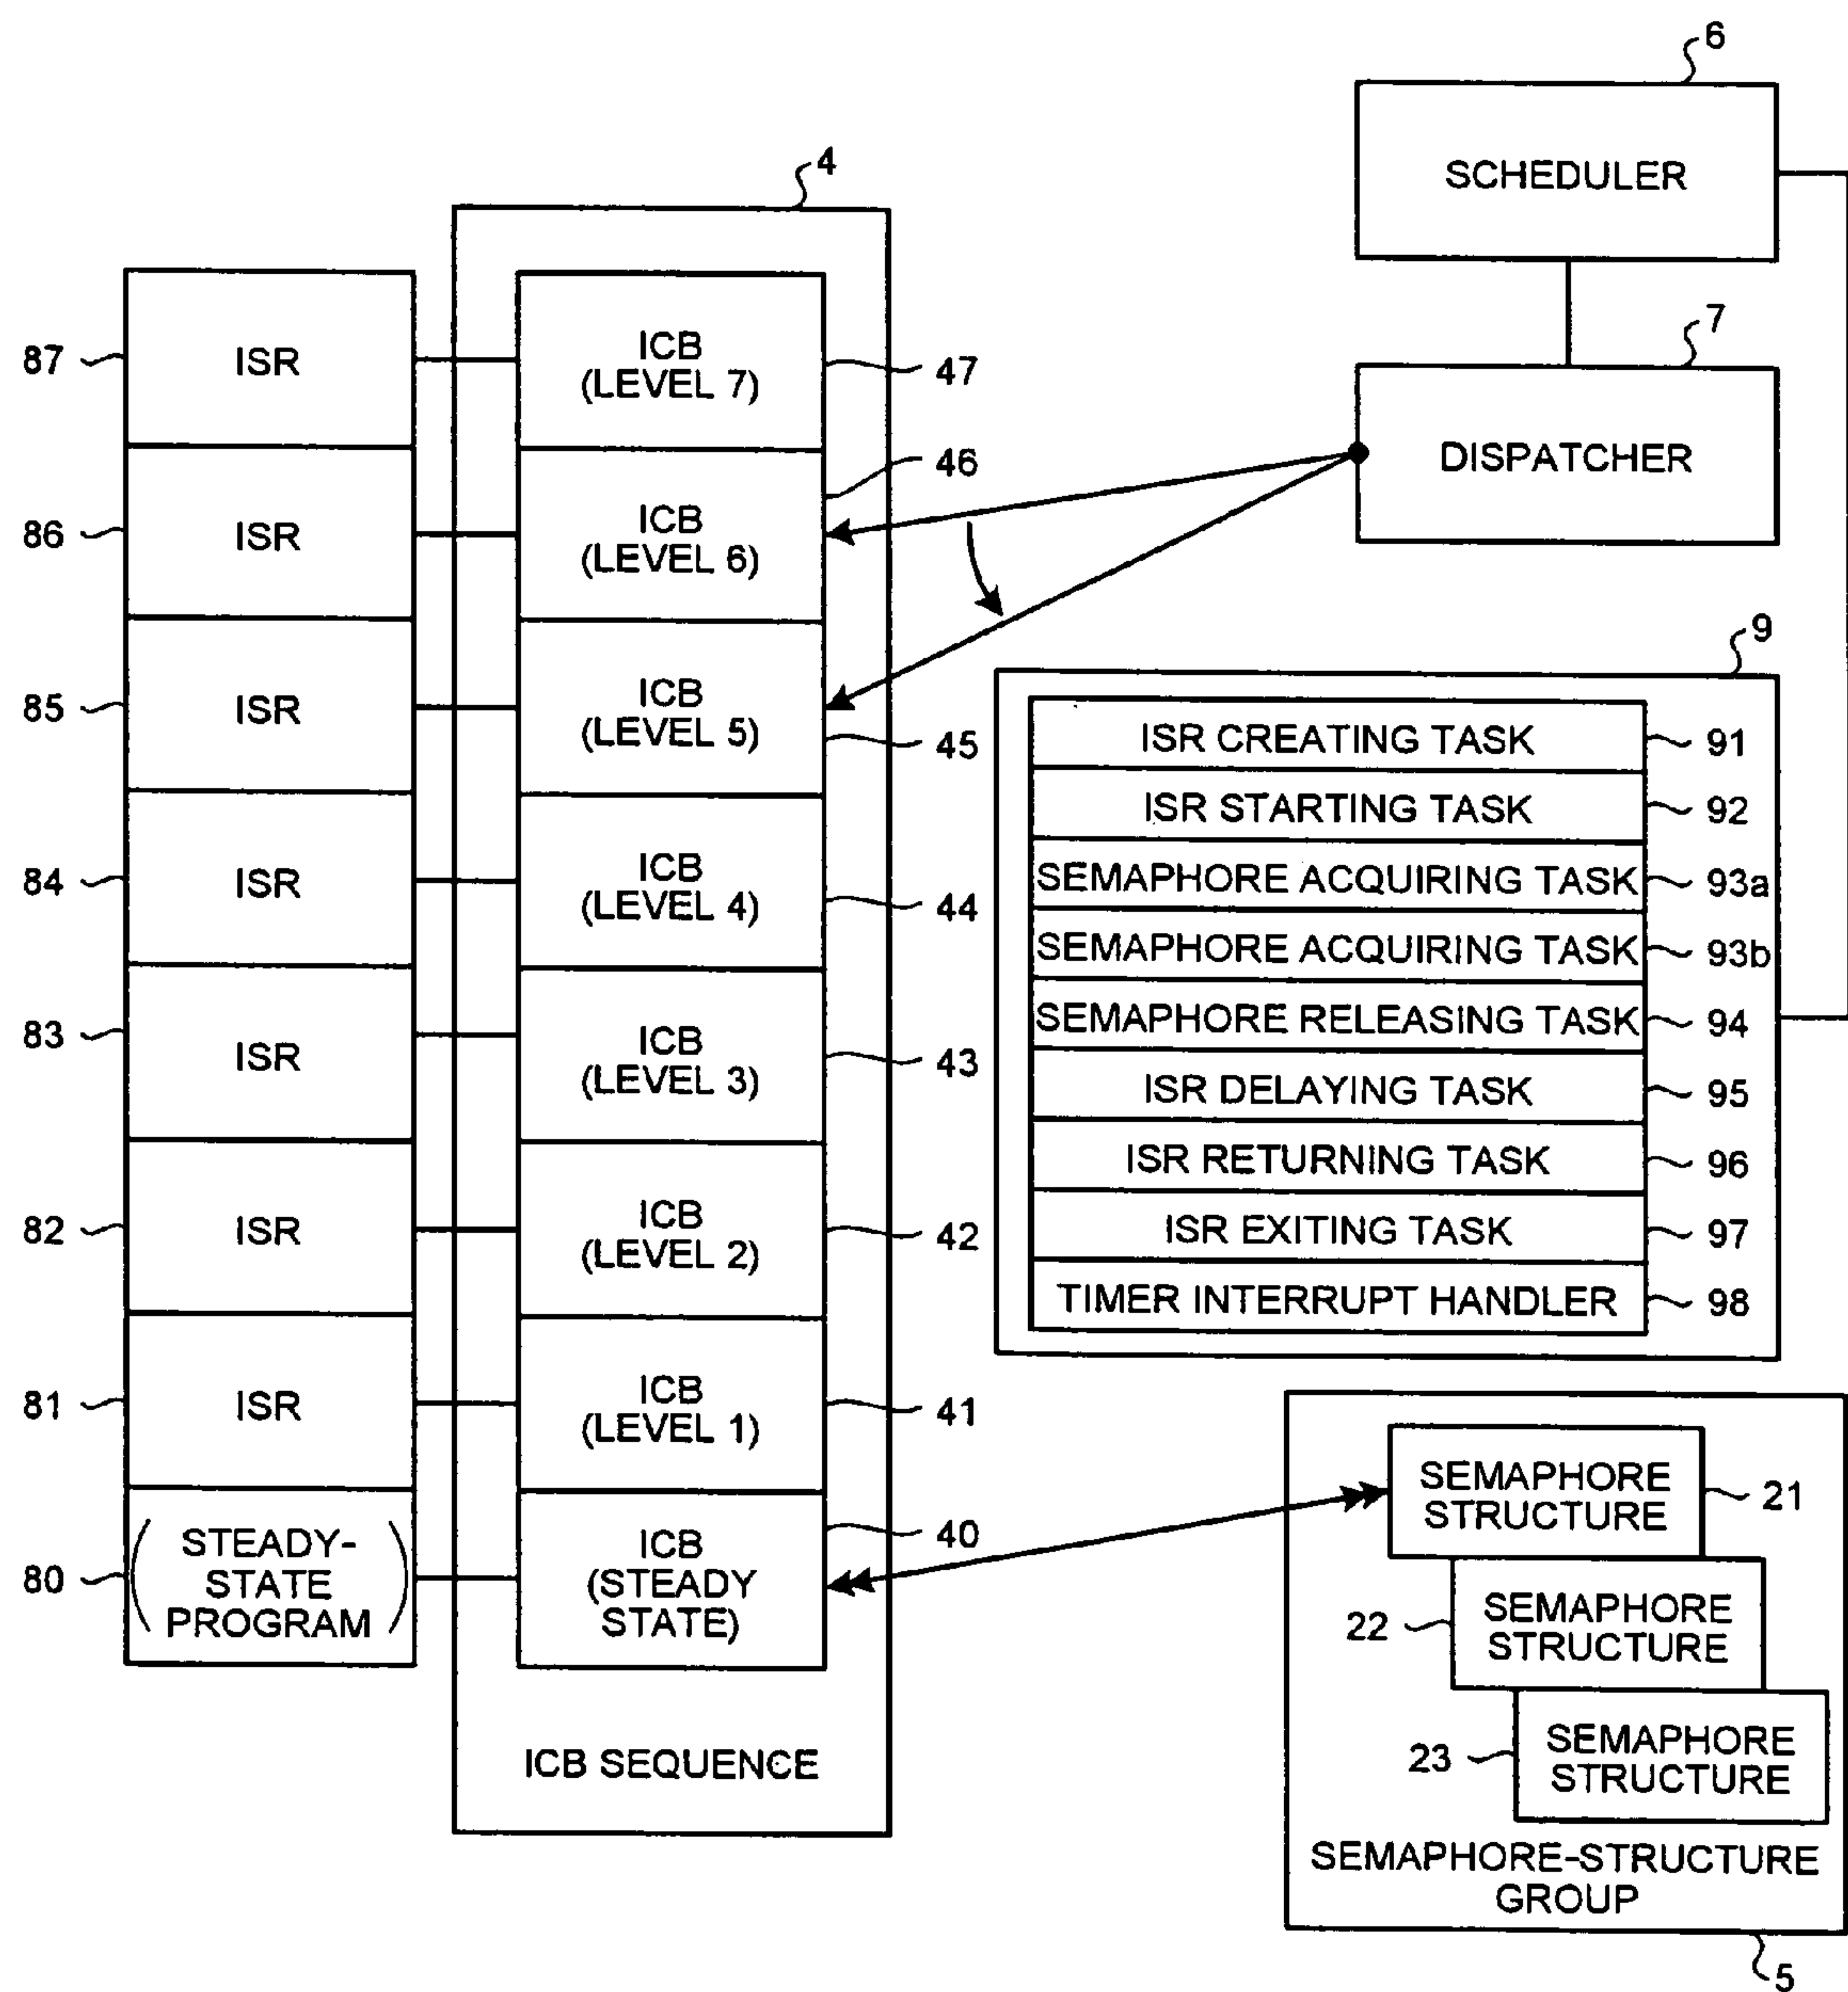 6
SCHEDULER
4
7
DISPATCHER
87
ISR
ICB
(LEVEL 7)
47
86
ISR
ICB
(LEVEL 6)
46
85
ISR
ICB
(LEVEL 5)
45
84
ISR
ICB
(LEVEL 4)
44
83
ISR
ICB
(LEVEL 3)
43
82
ISR
ICB
(LEVEL 2)
42
81
ISR
ICB
(LEVEL 1)
41
80
(STEADY-
STATE
PROGRAM)
ICB
(STEADY
STATE)
40
ICB SEQUENCE
9
ISR CREATING TASK
91
ISR STARTING TASK
92
SEMAPHORE ACQUIRING TASK
93a
SEMAPHORE ACQUIRING TASK
93b
SEMAPHORE RELEASING TASK
94
ISR DELAYING TASK
95
ISR RETURNING TASK
96
ISR EXITING TASK
97
TIMER INTERRUPT HANDLER
98
SEMAPHORE
STRUCTURE
21
22
SEMAPHORE
STRUCTURE
23
SEMAPHORE
STRUCTURE
SEMAPHORE-STRUCTURE
GROUP
5